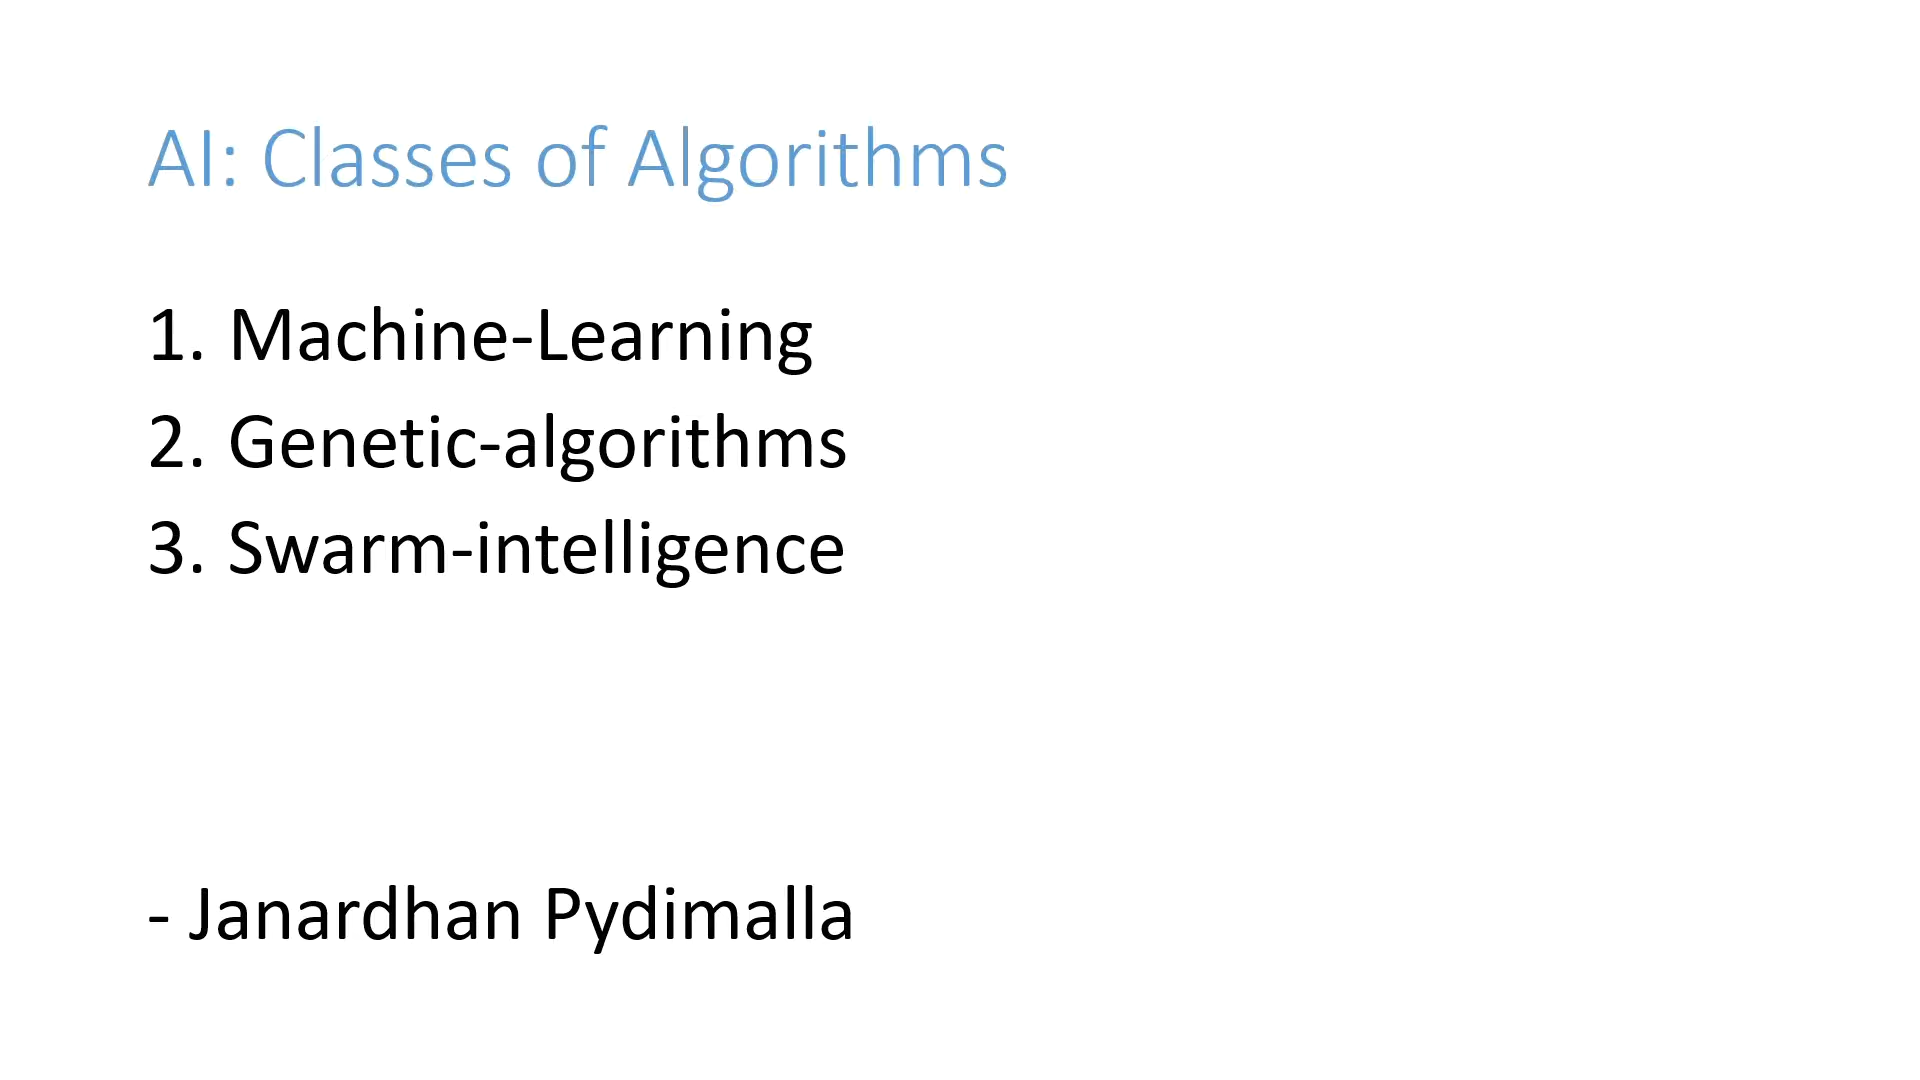 AI: Classes of Algorithms
1. Machine-Learning
2. Genetic-algorithms
3. Swarm-intelligence
- Janardhan Pydimalla